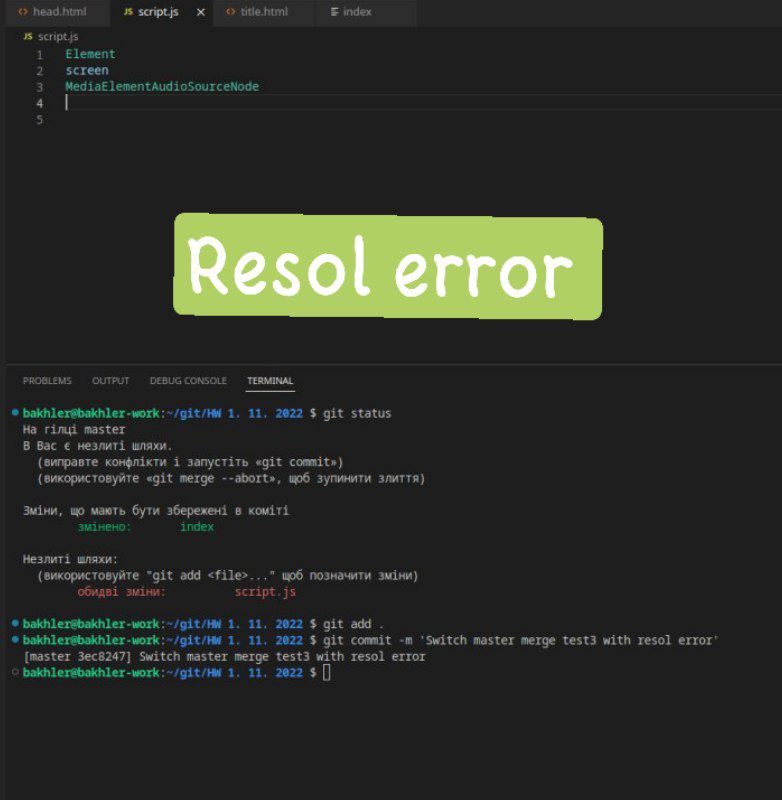 head.html
JS script.js
title.html
index
JS script.js
1 Element
2 screen
3 MediaElementAudioSourceNode
4
5
Resol error
PROBLEMS OUTPUT DEBUG CONSOLE TERMINAL
bakhler@bakhler-work:~/git/HW 1. 11. 2022 $ git status
На гілці master
В Вас є незлиті шляхи.
(виправте конфлікти і запустіть «git commit»)
(використовуйте «git merge --abort», щоб зупинити злиття)
Зміни, що мають бути збережені в коміті
змінено: index
Незлиті шляхи:
(використовуйте "git add <file>..." щоб позначити зміни)
обидві зміни: script.js
bakhler@bakhler-work:~/git/HW 1. 11. 2022 $ git add .
bakhler@bakhler-work:~/git/HW 1. 11. 2022 $ git commit -m 'Switch master merge test3 with resol error'
[master 3ec8247] Switch master merge test3 with resol error
bakhler@bakhler-work:~/git/HW 1. 11. 2022 $